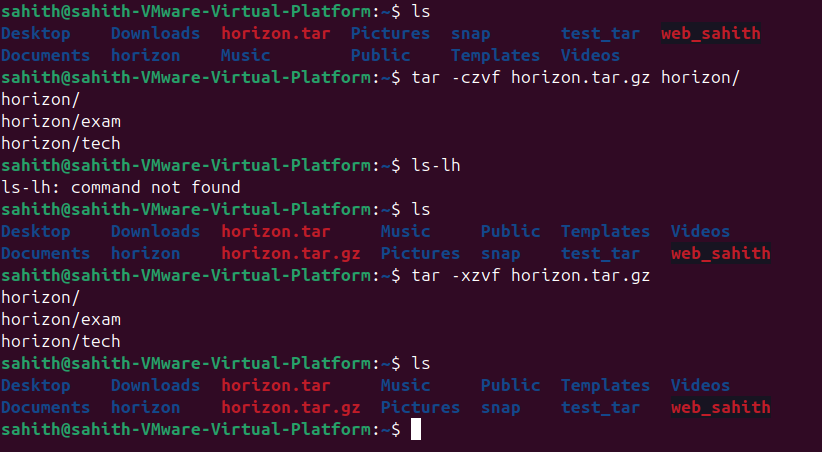 sahith@sahith-VMware-Virtual-Platform:~$ ls
Desktop    Downloads  horizon.tar  Pictures  snap       test_tar  web_sahith
Documents  horizon    Music        Public    Templates  Videos
sahith@sahith-VMware-Virtual-Platform:~$ tar -czvf horizon.tar.gz horizon/
horizon/
horizon/exam
horizon/tech
sahith@sahith-VMware-Virtual-Platform:~$ ls-lh
ls-lh: command not found
sahith@sahith-VMware-Virtual-Platform:~$ ls
Desktop    Downloads  horizon.tar     Music     Public  Templates  Videos
Documents  horizon    horizon.tar.gz  Pictures  snap    test_tar   web_sahith
sahith@sahith-VMware-Virtual-Platform:~$ tar -xzvf horizon.tar.gz
horizon/
horizon/exam
horizon/tech
sahith@sahith-VMware-Virtual-Platform:~$ ls
Desktop    Downloads  horizon.tar     Music     Public  Templates  Videos
Documents  horizon    horizon.tar.gz  Pictures  snap    test_tar   web_sahith
sahith@sahith-VMware-Virtual-Platform:~$